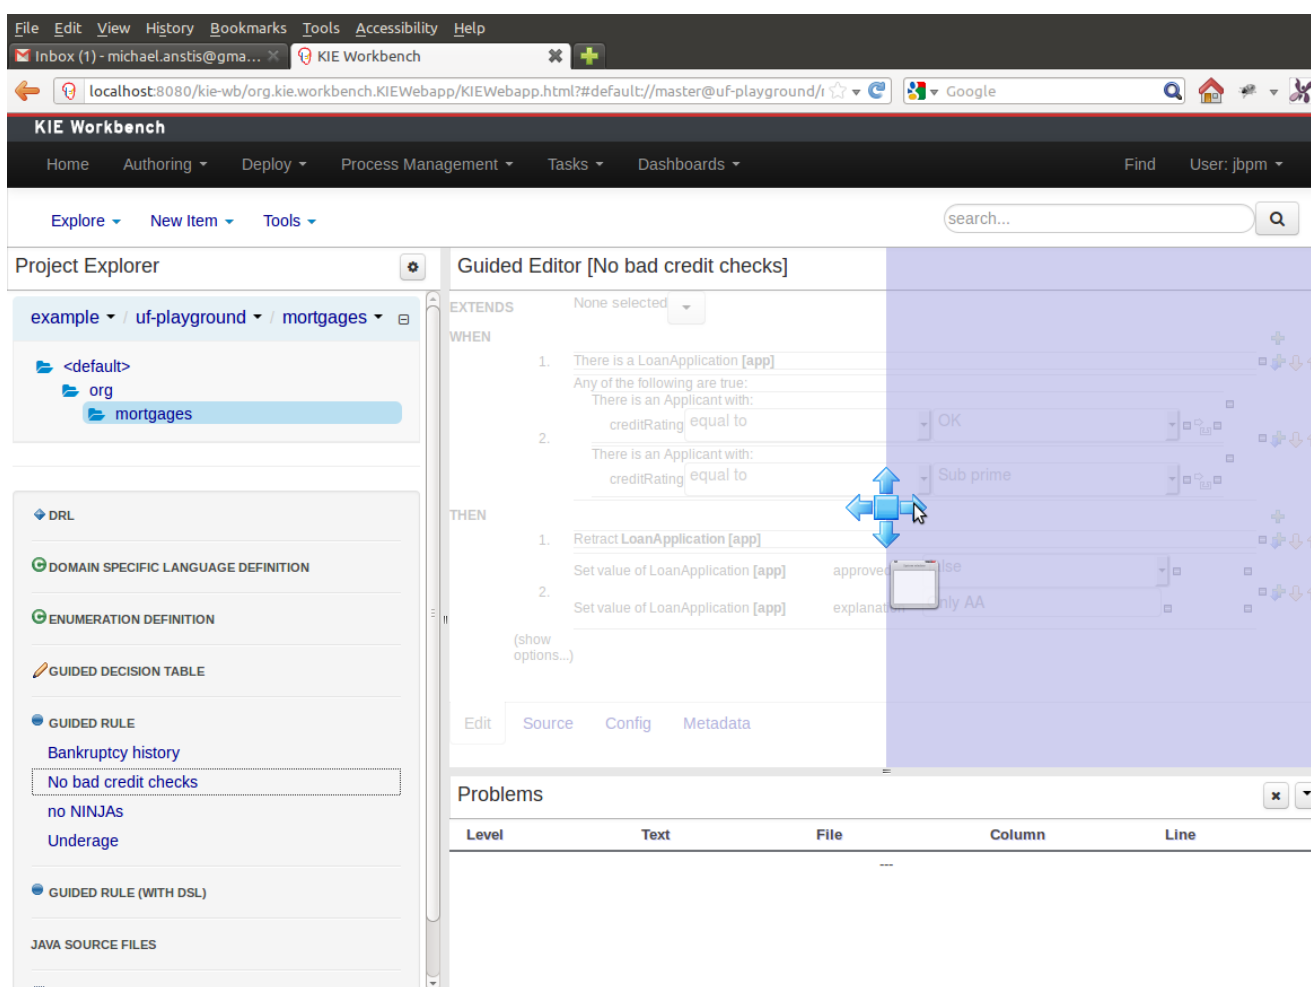 File Edit View History Bookmarks Tools Accessibility Help
Inbox (1) - michael.anstis@gma...
KIE Workbench
localhost:8080/kie-wb/org.kie.workbench.KIEWebapp/KIEWebapp.html?#default://master@uf-playground/
Google
KIE Workbench
Home Authoring Deploy Process Management Tasks Dashboards Find User: jbpm
Explore New Item Tools search...
Project Explorer
example / uf-playground / mortgages
<default>
org
mortgages
DRL
DOMAIN SPECIFIC LANGUAGE DEFINITION
ENUMERATION DEFINITION
GUIDED DECISION TABLE
GUIDED RULE
Bankruptcy history
No bad credit checks
no NINJAs
Underage
GUIDED RULE (WITH DSL)
JAVA SOURCE FILES
Guided Editor [No bad credit checks]
EXTENDS None selected
WHEN
1. There is a LoanApplication [app]
Any of the following are true:
There is an Applicant with:
creditRating equal to OK
2.
There is an Applicant with:
creditRating equal to Sub prime
THEN
1. Retract LoanApplication [app]
Set value of LoanApplication [app] approved
2.
Set value of LoanApplication [app] Only AA
(show
options...)
Edit Source Config Metadata
Problems
Level Text File Column Line
---